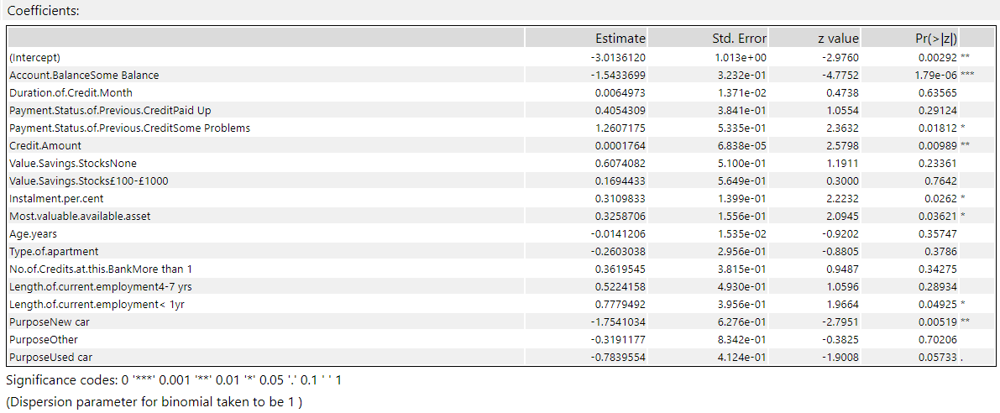 Coefficients:
Estimate Std. Error z value Pr(>|z|)
(Intercept) -3.0136120 1.013e+00 -2.9760 0.00292 **
Account.BalanceSome Balance -1.5433699 3.232e-01 -4.7752 1.79e-06 ***
Duration.of.Credit.Month 0.0064973 1.371e-02 0.4738 0.63565
Payment.Status.of.Previous.CreditPaid Up 0.4054309 3.841e-01 1.0554 0.29124
Payment.Status.of.Previous.CreditSome Problems 1.2607175 5.335e-01 2.3632 0.01812 *
Credit.Amount 0.0001764 6.838e-05 2.5798 0.00989 **
Value.Savings.StocksNone 0.6074082 5.100e-01 1.1911 0.23361
Value.Savings.Stocks£100-£1000 0.1694433 5.649e-01 0.3000 0.7642
Instalment.per.cent 0.3109833 1.399e-01 2.2232 0.0262 *
Most.valuable.available.asset 0.3258706 1.556e-01 2.0945 0.03621 *
Age.years -0.0141206 1.535e-02 -0.9202 0.35747
Type.of.apartment -0.2603038 2.956e-01 -0.8805 0.3786
No.of.Credits.at.this.BankMore than 1 0.3619545 3.815e-01 0.9487 0.34275
Length.of.current.employment4-7 yrs 0.5224158 4.930e-01 1.0596 0.28934
Length.of.current.employment< 1yr 0.7779492 3.956e-01 1.9664 0.04925 *
PurposeNew car -1.7541034 6.276e-01 -2.7951 0.00519 **
PurposeOther -0.3191177 8.342e-01 -0.3825 0.70206
PurposeUsed car -0.7839554 4.124e-01 -1.9008 0.05733 .
Significance codes: 0 '***' 0.001 '**' 0.01 '*' 0.05 '.' 0.1 ' ' 1
(Dispersion parameter for binomial taken to be 1 )